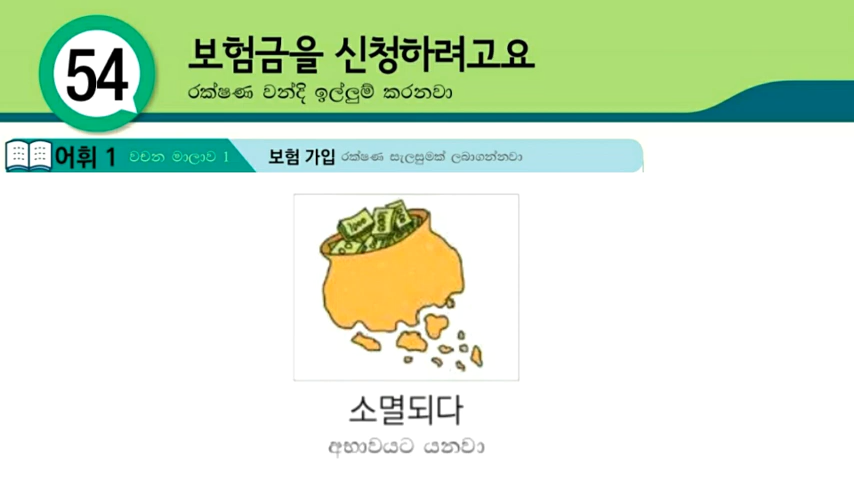 54
보험금을 신청하려고요
රක්ෂණ වන්දි ඉල්ලුම් කරනවා
어휘 1 වචන මාලාව 1 보험 가입 රක්ෂණ සැලසුමක් ලබාගන්නවා
소멸되다
අභාවයට යනවා